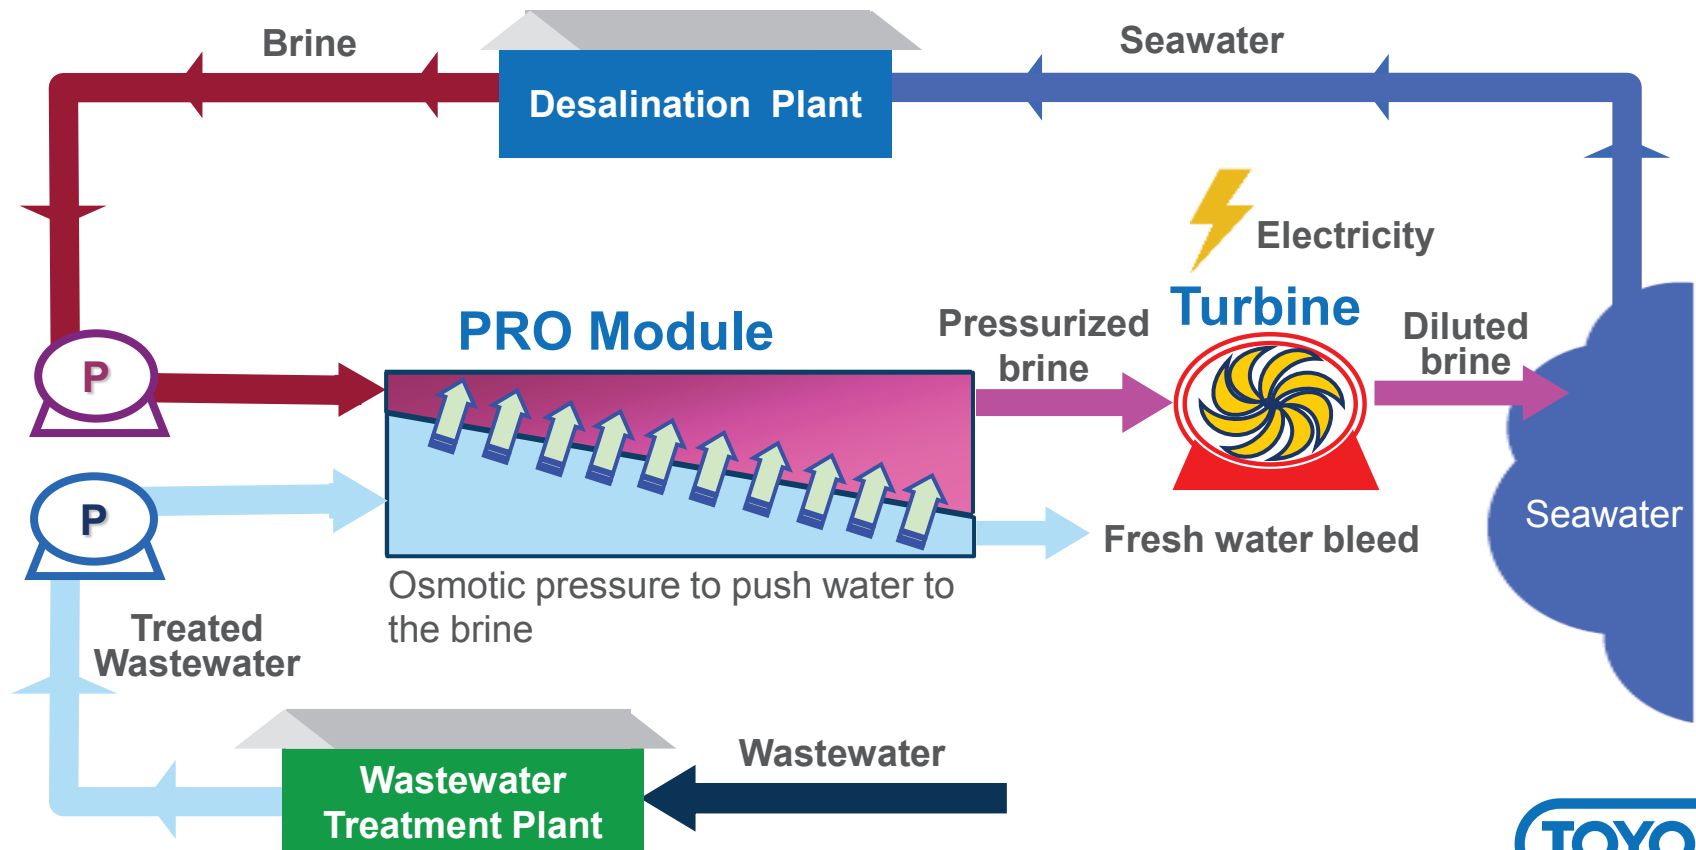 Brine
Seawater
Desalination Plant
Electricity
Turbine
PRO Module
Pressurized
brine
Diluted
brine
P
P
Seawater
Fresh water bleed
Osmotic pressure to push water to
the brine
Treated
Wastewater
Wastewater
Wastewater
Treatment Plant
TOYO